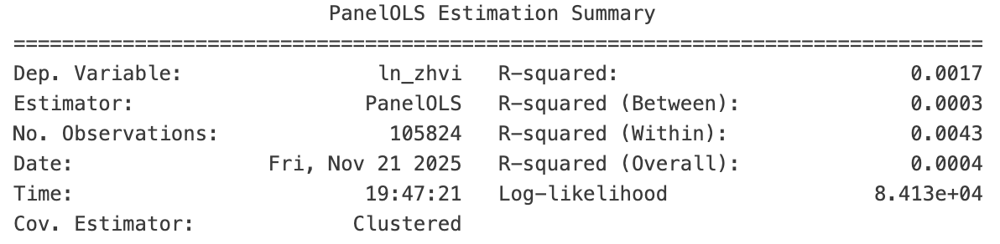 PanelOLS Estimation Summary
================================================================================
Dep. Variable: ln_zhvi R-squared: 0.0017
Estimator: PanelOLS R-squared (Between): 0.0003
No. Observations: 105824 R-squared (Within): 0.0043
Date: Fri, Nov 21 2025 R-squared (Overall): 0.0004
Time: 19:47:21 Log-likelihood 8.413e+04
Cov. Estimator: Clustered